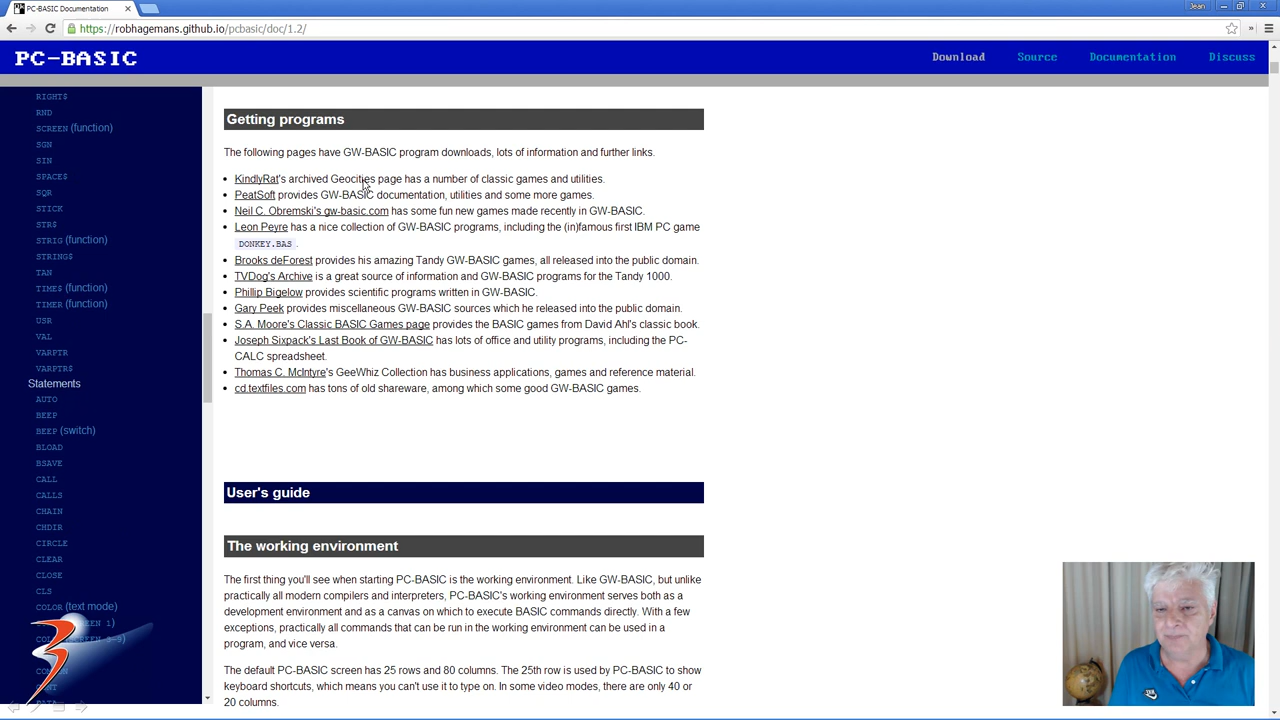 PC-BASIC Documentation
Jean
https://robhagemans.github.io/pcbasic/doc/1.2/
PC-BASIC
Download
Source
Documentation
Discuss
RIGHT$
RND
SCREEN (function)
SGN
SIN
SPACE$
SQR
STICK
STR$
STRIG (function)
STRING$
TAN
TIME$ (function)
TIMER (function)
USR
VAL
VARPTR
VARPTR$
Statements
AUTO
BEEP
BEEP (switch)
BLOAD
BSAVE
CALL
CALLS
CHAIN
CHDIR
CIRCLE
CLEAR
CLOSE
CLS
COLOR (text mode)
Getting programs
The following pages have GW-BASIC program downloads, lots of information and further links.
KindlyRat's archived Geocities page has a number of classic games and utilities.
PeatSoft provides GW-BASIC documentation, utilities and some more games.
Neil C. Obremski's gw-basic.com has some fun new games made recently in GW-BASIC.
Leon Peyre has a nice collection of GW-BASIC programs, including the (in)famous first IBM PC game
DONKEY.BAS .
Brooks deForest provides his amazing Tandy GW-BASIC games, all released into the public domain.
TVDog's Archive is a great source of information and GW-BASIC programs for the Tandy 1000.
Phillip Bigelow provides scientific programs written in GW-BASIC.
Gary Peek provides miscellaneous GW-BASIC sources which he released into the public domain.
S.A. Moore's Classic BASIC Games page provides the BASIC games from David Ahl's classic book.
Joseph Sixpack's Last Book of GW-BASIC has lots of office and utility programs, including the PC-
CALC spreadsheet.
Thomas C. McIntyre's GeeWhiz Collection has business applications, games and reference material.
cd.textfiles.com has tons of old shareware, among which some good GW-BASIC games.
User's guide
The working environment
The first thing you'll see when starting PC-BASIC is the working environment. Like GW-BASIC, but unlike
practically all modern compilers and interpreters, PC-BASIC's working environment serves both as a
development environment and as a canvas on which to execute BASIC commands directly. With a few
exceptions, practically all commands that can be run in the working environment can be used in a
program, and vice versa.
The default PC-BASIC screen has 25 rows and 80 columns. The 25th row is used by PC-BASIC to show
keyboard shortcuts, which means you can't use it to type on. In some video modes, there are only 40 or
20 columns.